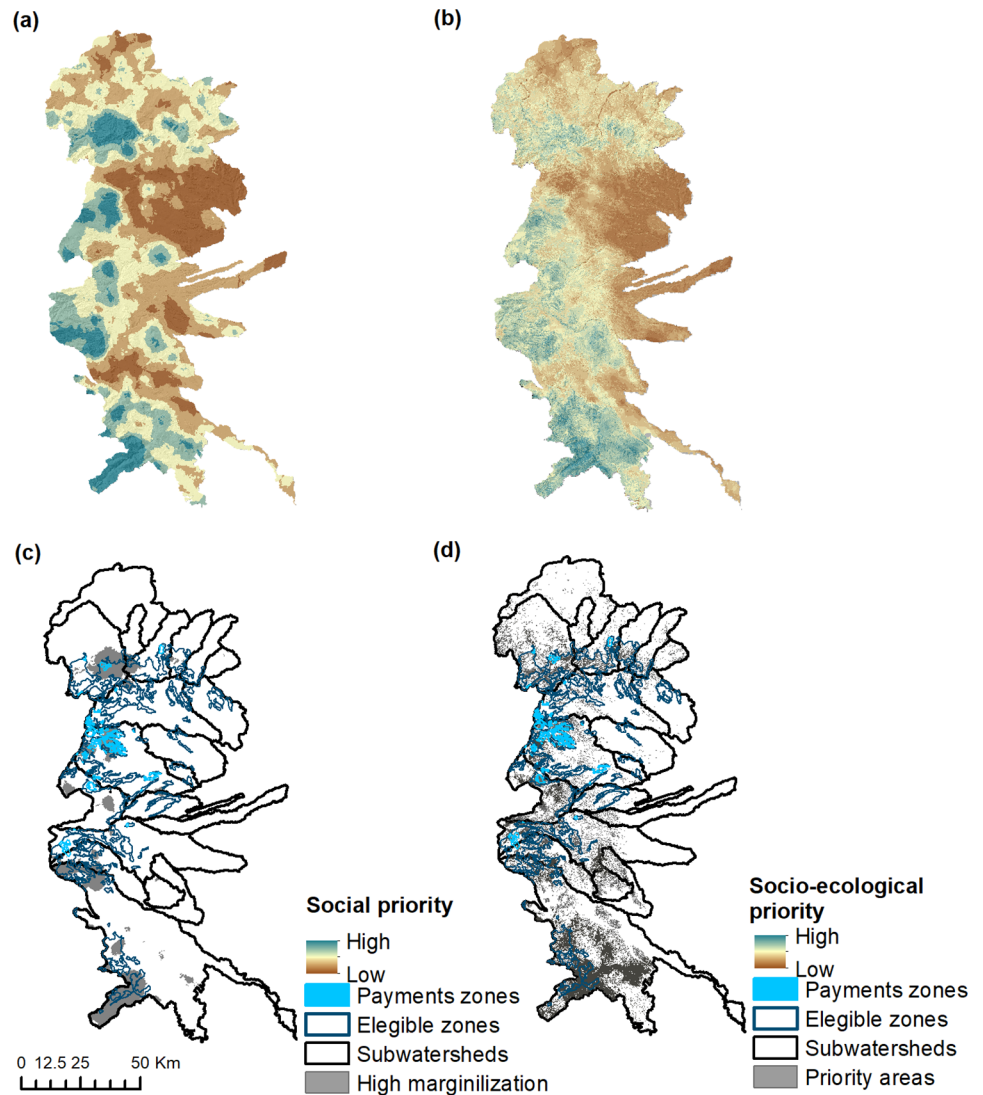 (a)
(b)
(c)
(d)
Social priority
High
Low
Payments zones
Elegible zones
Subwatersheds
High marginilization
0 12.5 25 50 Km
Socio-ecological
priority
High
Low
Payments zones
Elegible zones
Subwatersheds
Priority areas